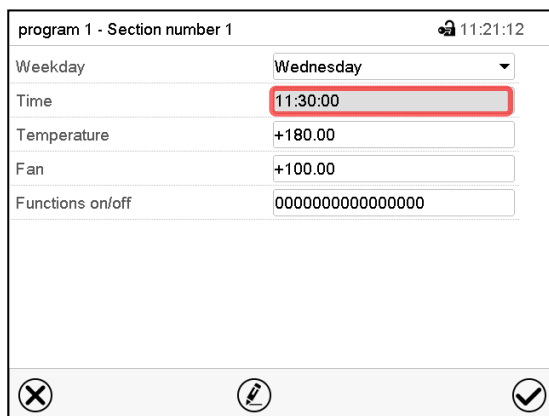 program 1 - Section number 1 11:21:12
Weekday Wednesday
Time 11:30:00
Temperature +180.00
Fan +100.00
Functions on/off 0000000000000000